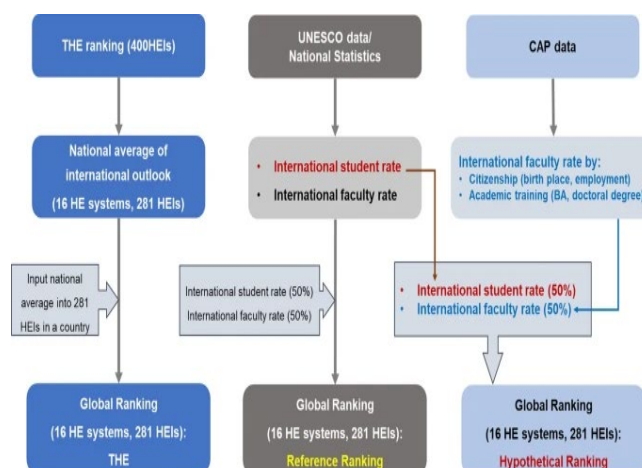 THE ranking (400HEIs)
UNESCO data/
National Statistics
CAP data
National average of
international outlook
(16 HE systems, 281 HEIs)
• International student rate
• International faculty rate
International faculty rate by:
• Citizenship (birth place, employment)
• Academic training (BA, doctoral degree)
Input national
average into 281
HEIs in a country
International student rate (50%)
International faculty rate (50%)
• International student rate (50%)
• International faculty rate (50%)
Global Ranking
(16 HE systems, 281 HEIs):
THE
Global Ranking
(16 HE systems, 281 HEIs):
Reference Ranking
Global Ranking
(16 HE systems, 281 HEIs):
Hypothetical Ranking